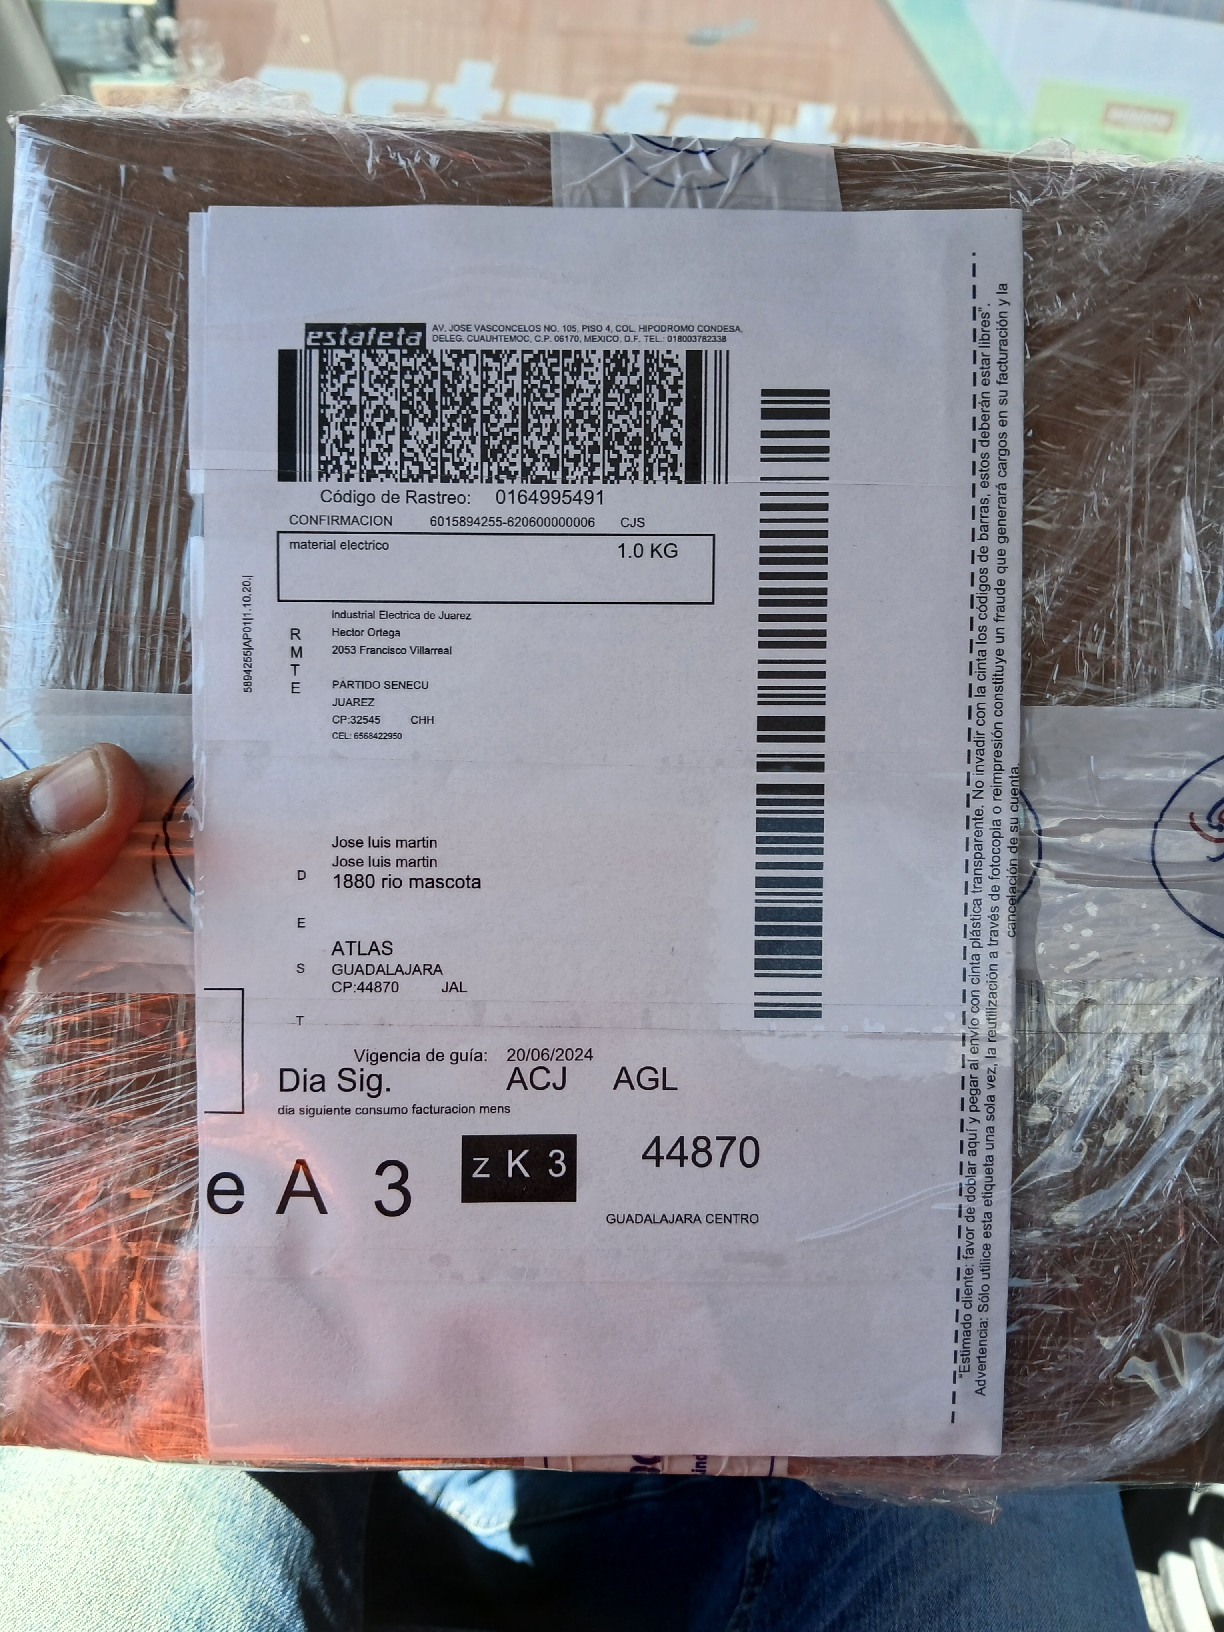 estafeta
estafeta AV. JOSE VASCONCELOS NO. 105, PISO 4, COL. HIPODROMO CONDESA,
DELEG. CUAUHTEMOC, C.P. 06170, MEXICO, D.F. TEL.: 018003782338
Código de Rastreo: 0164995491
CONFIRMACION 6015894255-620600000006 CJS
material electrico 1.0 KG
5894255|AP01|1.10.20.|
RMTE
Industrial Electrica de Juarez
Hector Ortega
2053 Francisco Villarreal
PARTIDO SENECU
JUAREZ
CP:32545 CHH
CEL: 6568422950
DEST
Jose luis martin
Jose luis martin
1880 rio mascota
ATLAS
GUADALAJARA
CP:44870 JAL
Vigencia de guía: 20/06/2024
Dia Sig. ACJ AGL
dia siguiente consumo facturacion mens
e A 3 z K 3 44870
GUADALAJARA CENTRO
"Estimado cliente: favor de doblar aquí y pegar al envío con cinta plástica transparente. No invadir con la cinta los códigos de barras, estos deberán estar libres".
Advertencia: Sólo utilice esta etiqueta una sola vez, la reutilización a través de fotocopia o reimpresión constituye un fraude que generará cargos en su facturación y la
cancelación de su cuenta.